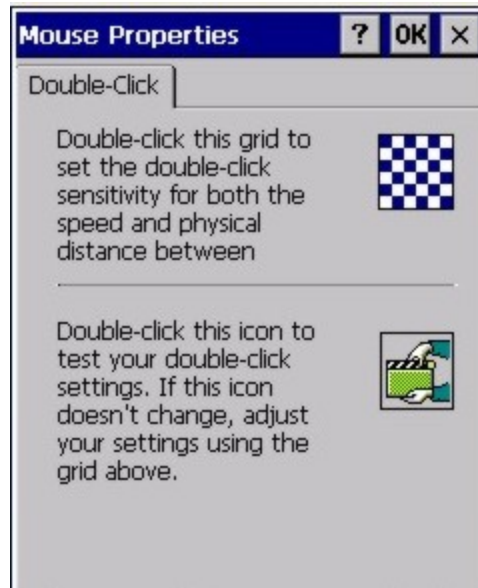 Mouse Properties ? OK ×
Double-Click
Double-click this grid to
set the double-click
sensitivity for both the
speed and physical
distance between
Double-click this icon to
test your double-click
settings. If this icon
doesn't change, adjust
your settings using the
grid above.